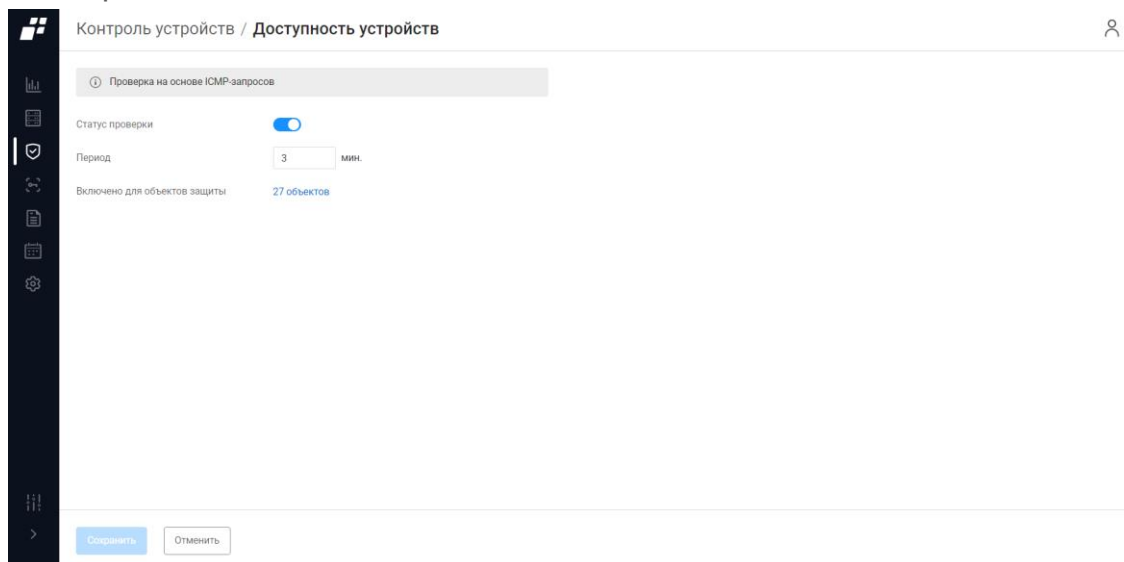 Контроль устройств / Доступность устройств
Проверка на основе ICMP-запросов
Статус проверки
Период 3 мин.
Включено для объектов защиты 27 объектов
Сохранить Отменить